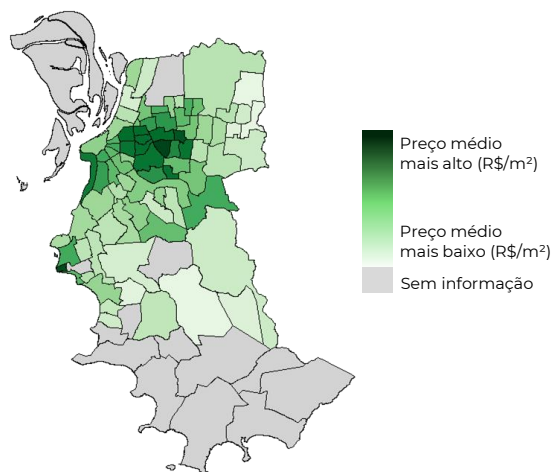 Preço médio
mais alto (R$/m²)
Preço médio
mais baixo (R$/m²)
Sem informação